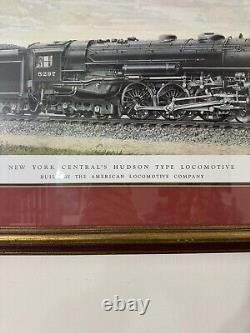 5297
NEW YORK CENTRAL'S HUDSON TYPE LOCOMOTIVE
BUILT BY THE AMERICAN LOCOMOTIVE COMPANY